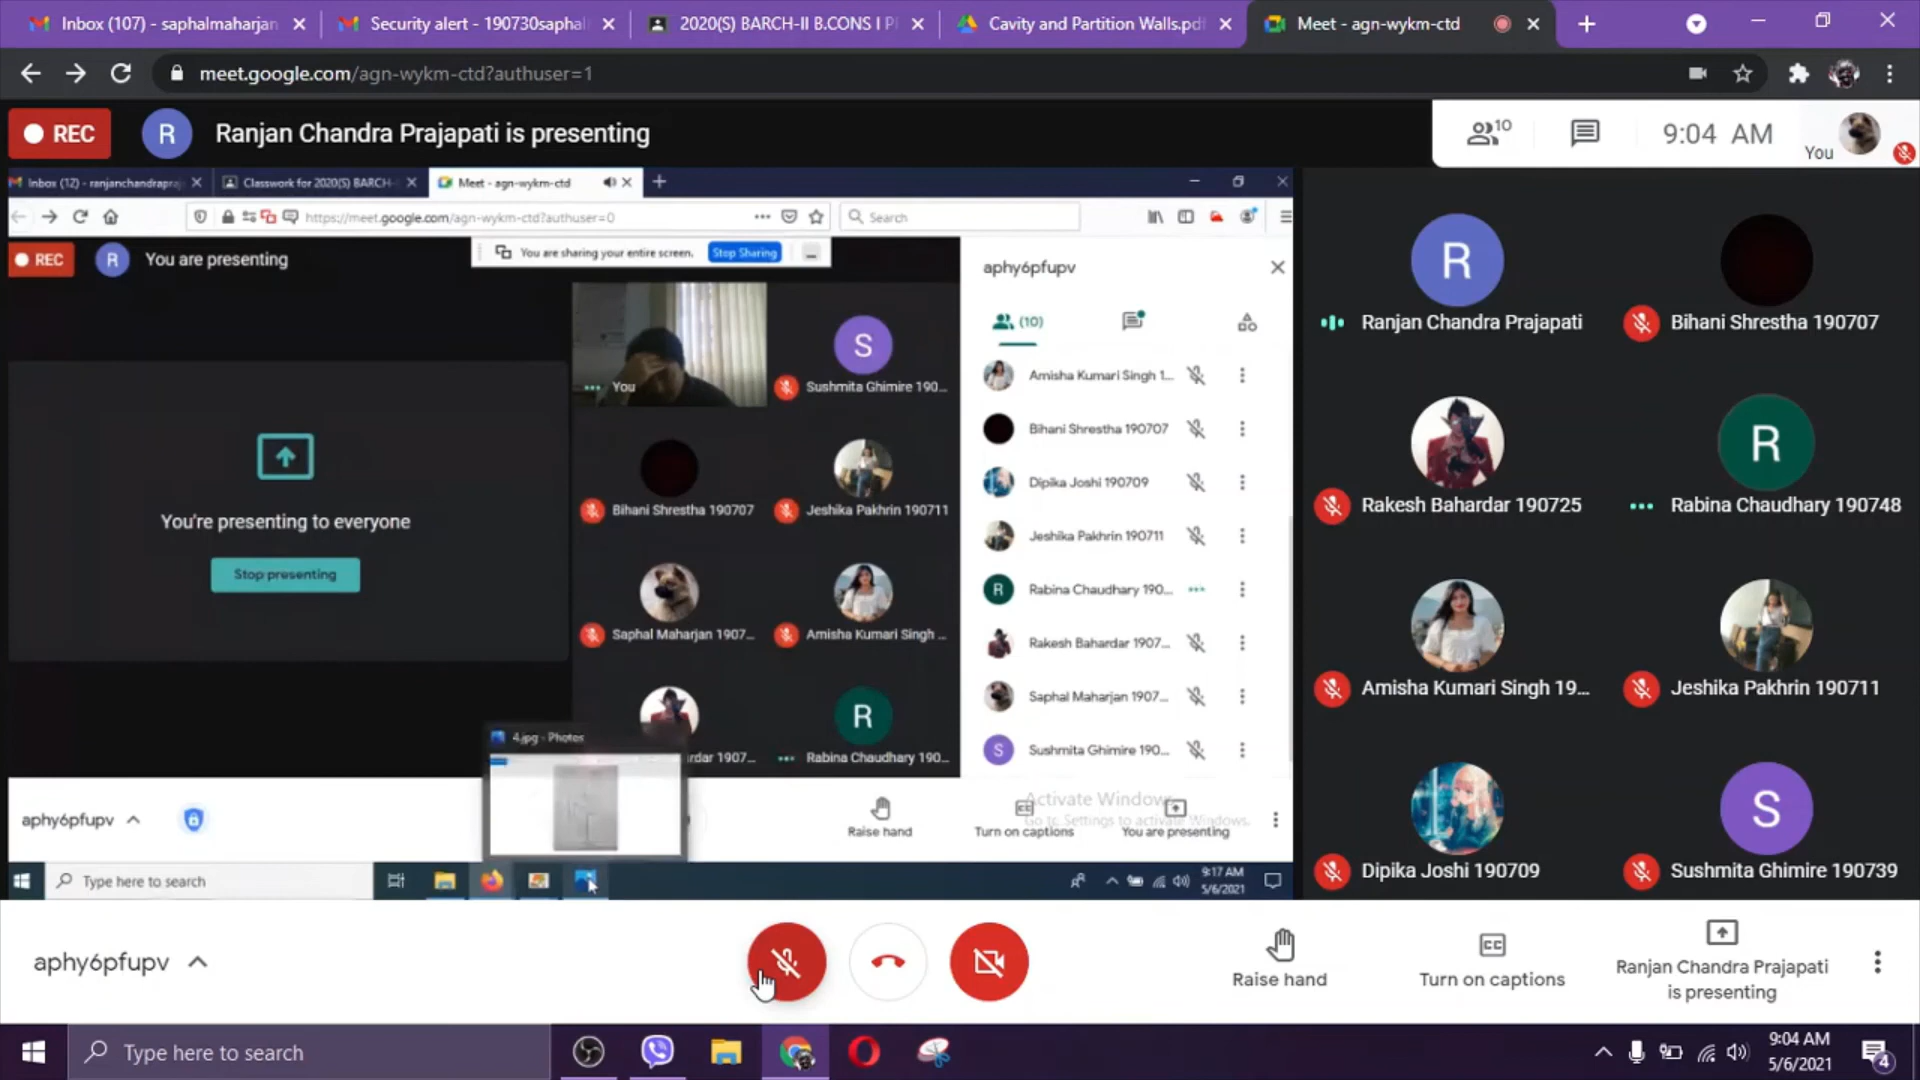 Inbox (107) - saphalmaharjan
Security alert - 190730saphal
2020(S) BARCH-II B.CONS I P
Cavity and Partition Walls.pdf
Meet - agn-wykm-ctd
meet.google.com/agn-wykm-ctd?authuser=1
REC
R
Ranjan Chandra Prajapati is presenting
10
9:04 AM
You
Inbox (12) - ranjanchandrapraj
Classwork for 2020(S) BARCH-
Meet - agn-wykm-ctd
https://meet.google.com/agn-wykm-ctd?authuser=0
Search
REC
R
You are presenting
You are sharing your entire screen.
Stop Sharing
You're presenting to everyone
Stop presenting
You
S
Sushmita Ghimire 190...
Bihani Shrestha 190707
Jeshika Pakhrin 190711
Saphal Maharjan 1907...
Amisha Kumari Singh ...
rdar 1907...
R
Rabina Chaudhary 190...
aphy6pfupv
(10)
Amisha Kumari Singh 1...
Bihani Shrestha 190707
Dipika Joshi 190709
Jeshika Pakhrin 190711
R
Rabina Chaudhary 190...
Rakesh Bahardar 1907...
Saphal Maharjan 1907...
S
Sushmita Ghimire 190...
4.jpg - Photos
aphy6pfupv
Raise hand
Turn on captions
You are presenting
Activate Windows
Go to Settings to activate Windows.
Type here to search
9:17 AM
5/6/2021
R
Ranjan Chandra Prajapati
Bihani Shrestha 190707
Rakesh Bahardar 190725
R
Rabina Chaudhary 190748
Amisha Kumari Singh 19...
Jeshika Pakhrin 190711
Dipika Joshi 190709
S
Sushmita Ghimire 190739
aphy6pfupv
Raise hand
Turn on captions
Ranjan Chandra Prajapati
is presenting
Type here to search
9:04 AM
5/6/2021
4